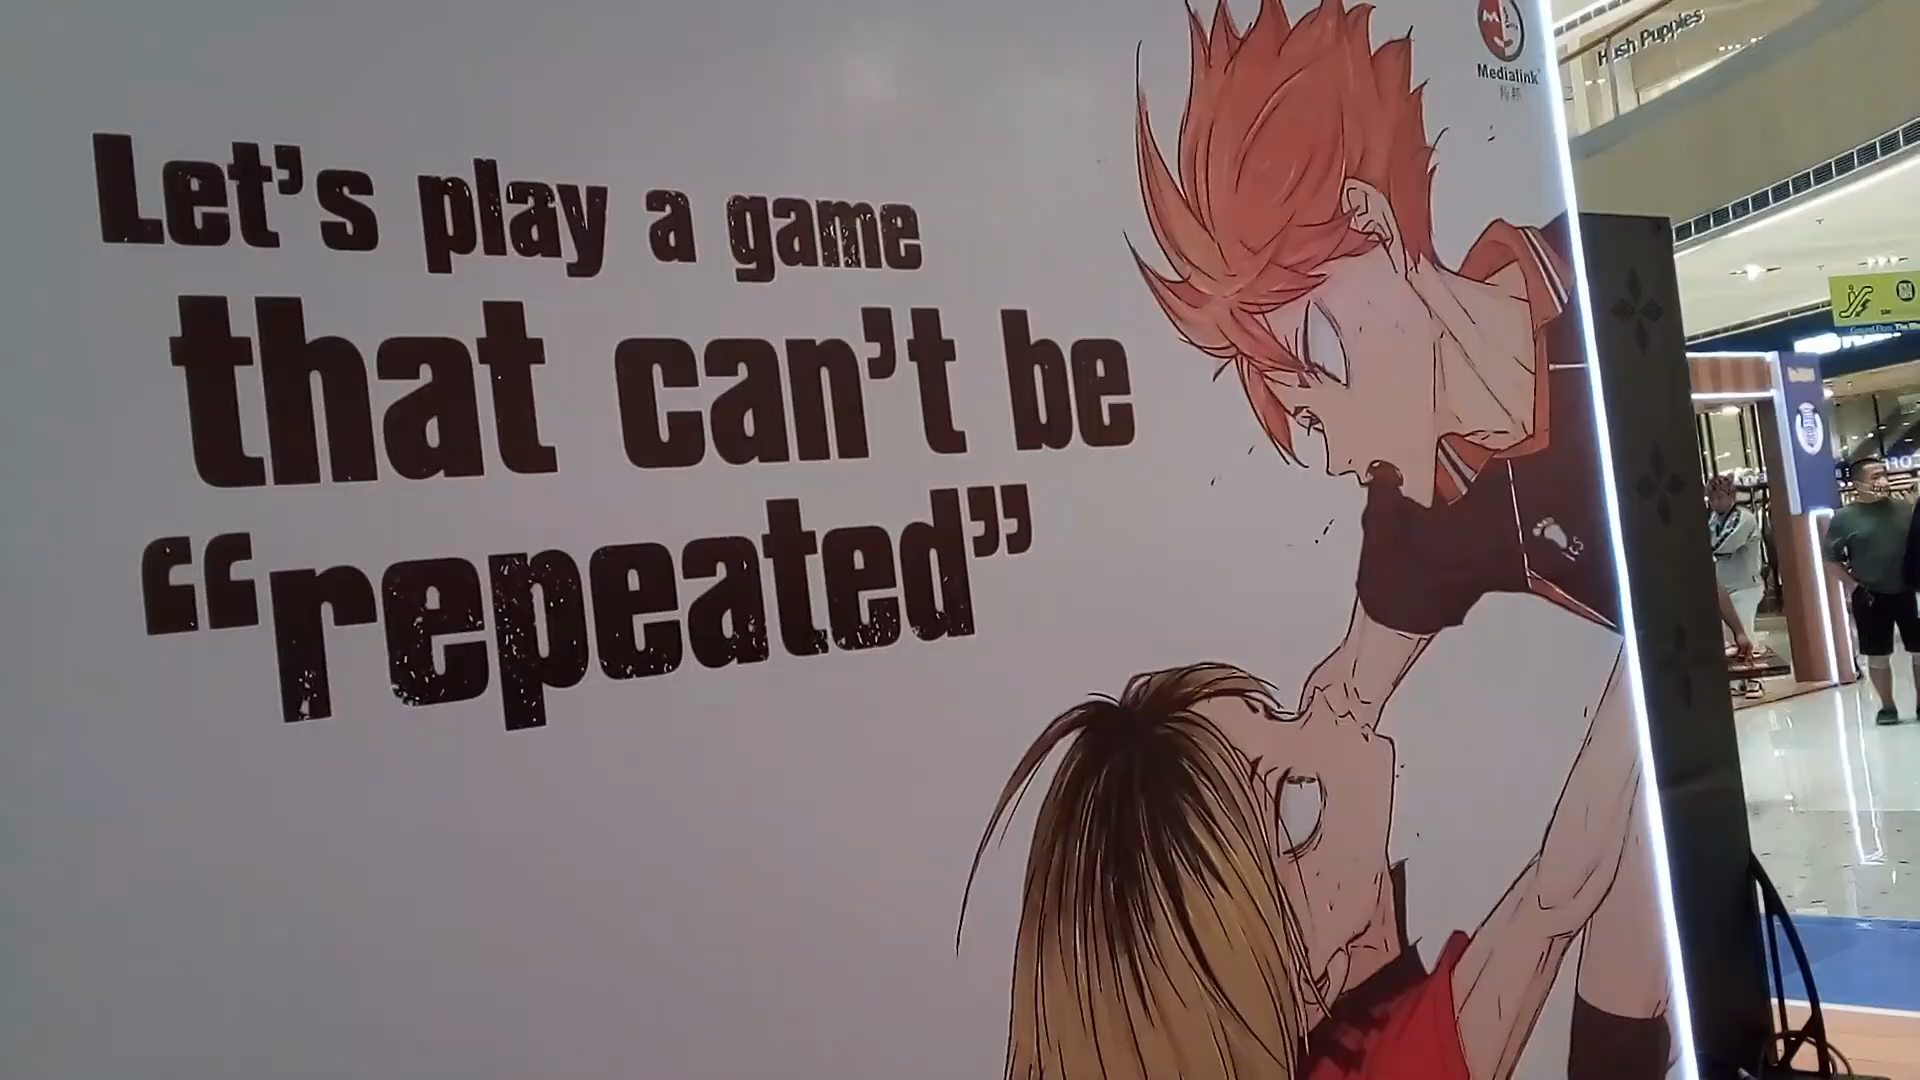 Let's play a game
that can't be
“repeated”
Medialink
Hush Puppies